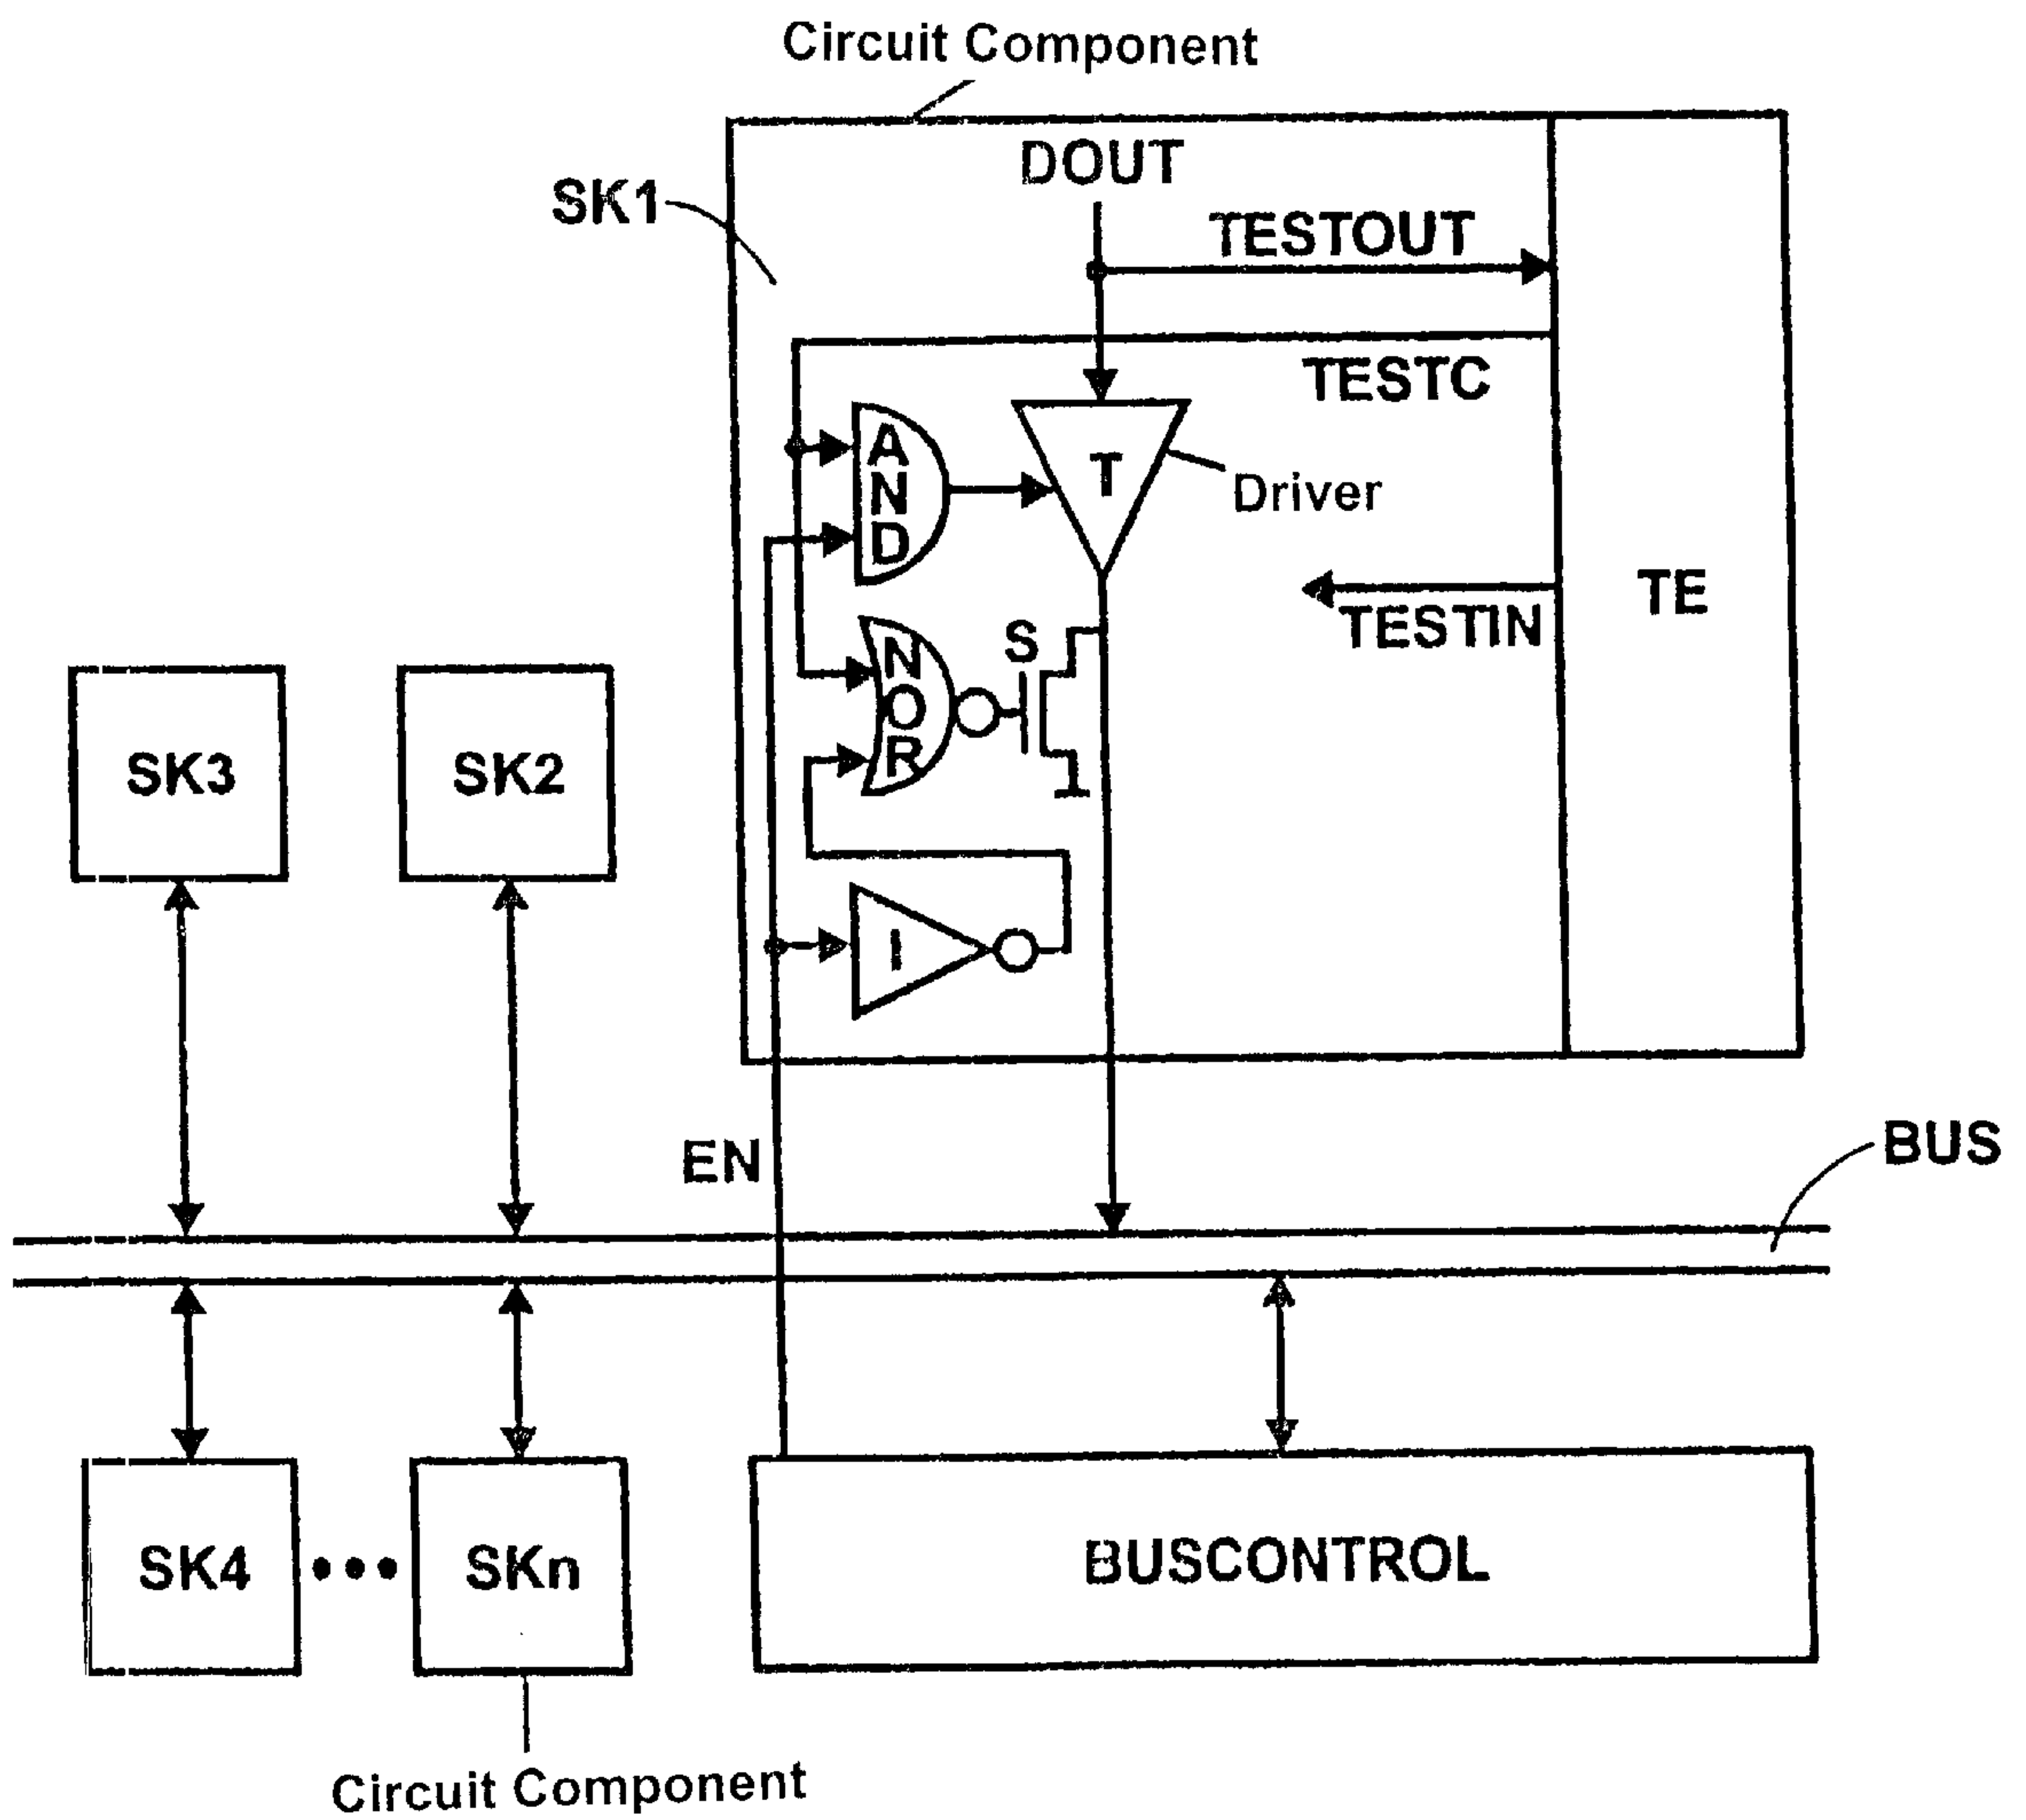 Circuit Component
DOUT
SK1
TESTOUT
TESTC
AND
T
Driver
TESTIN
TE
S
NOR
SK3
SK2
I
EN
BUS
SK4
SKn
BUSCONTROL
Circuit Component